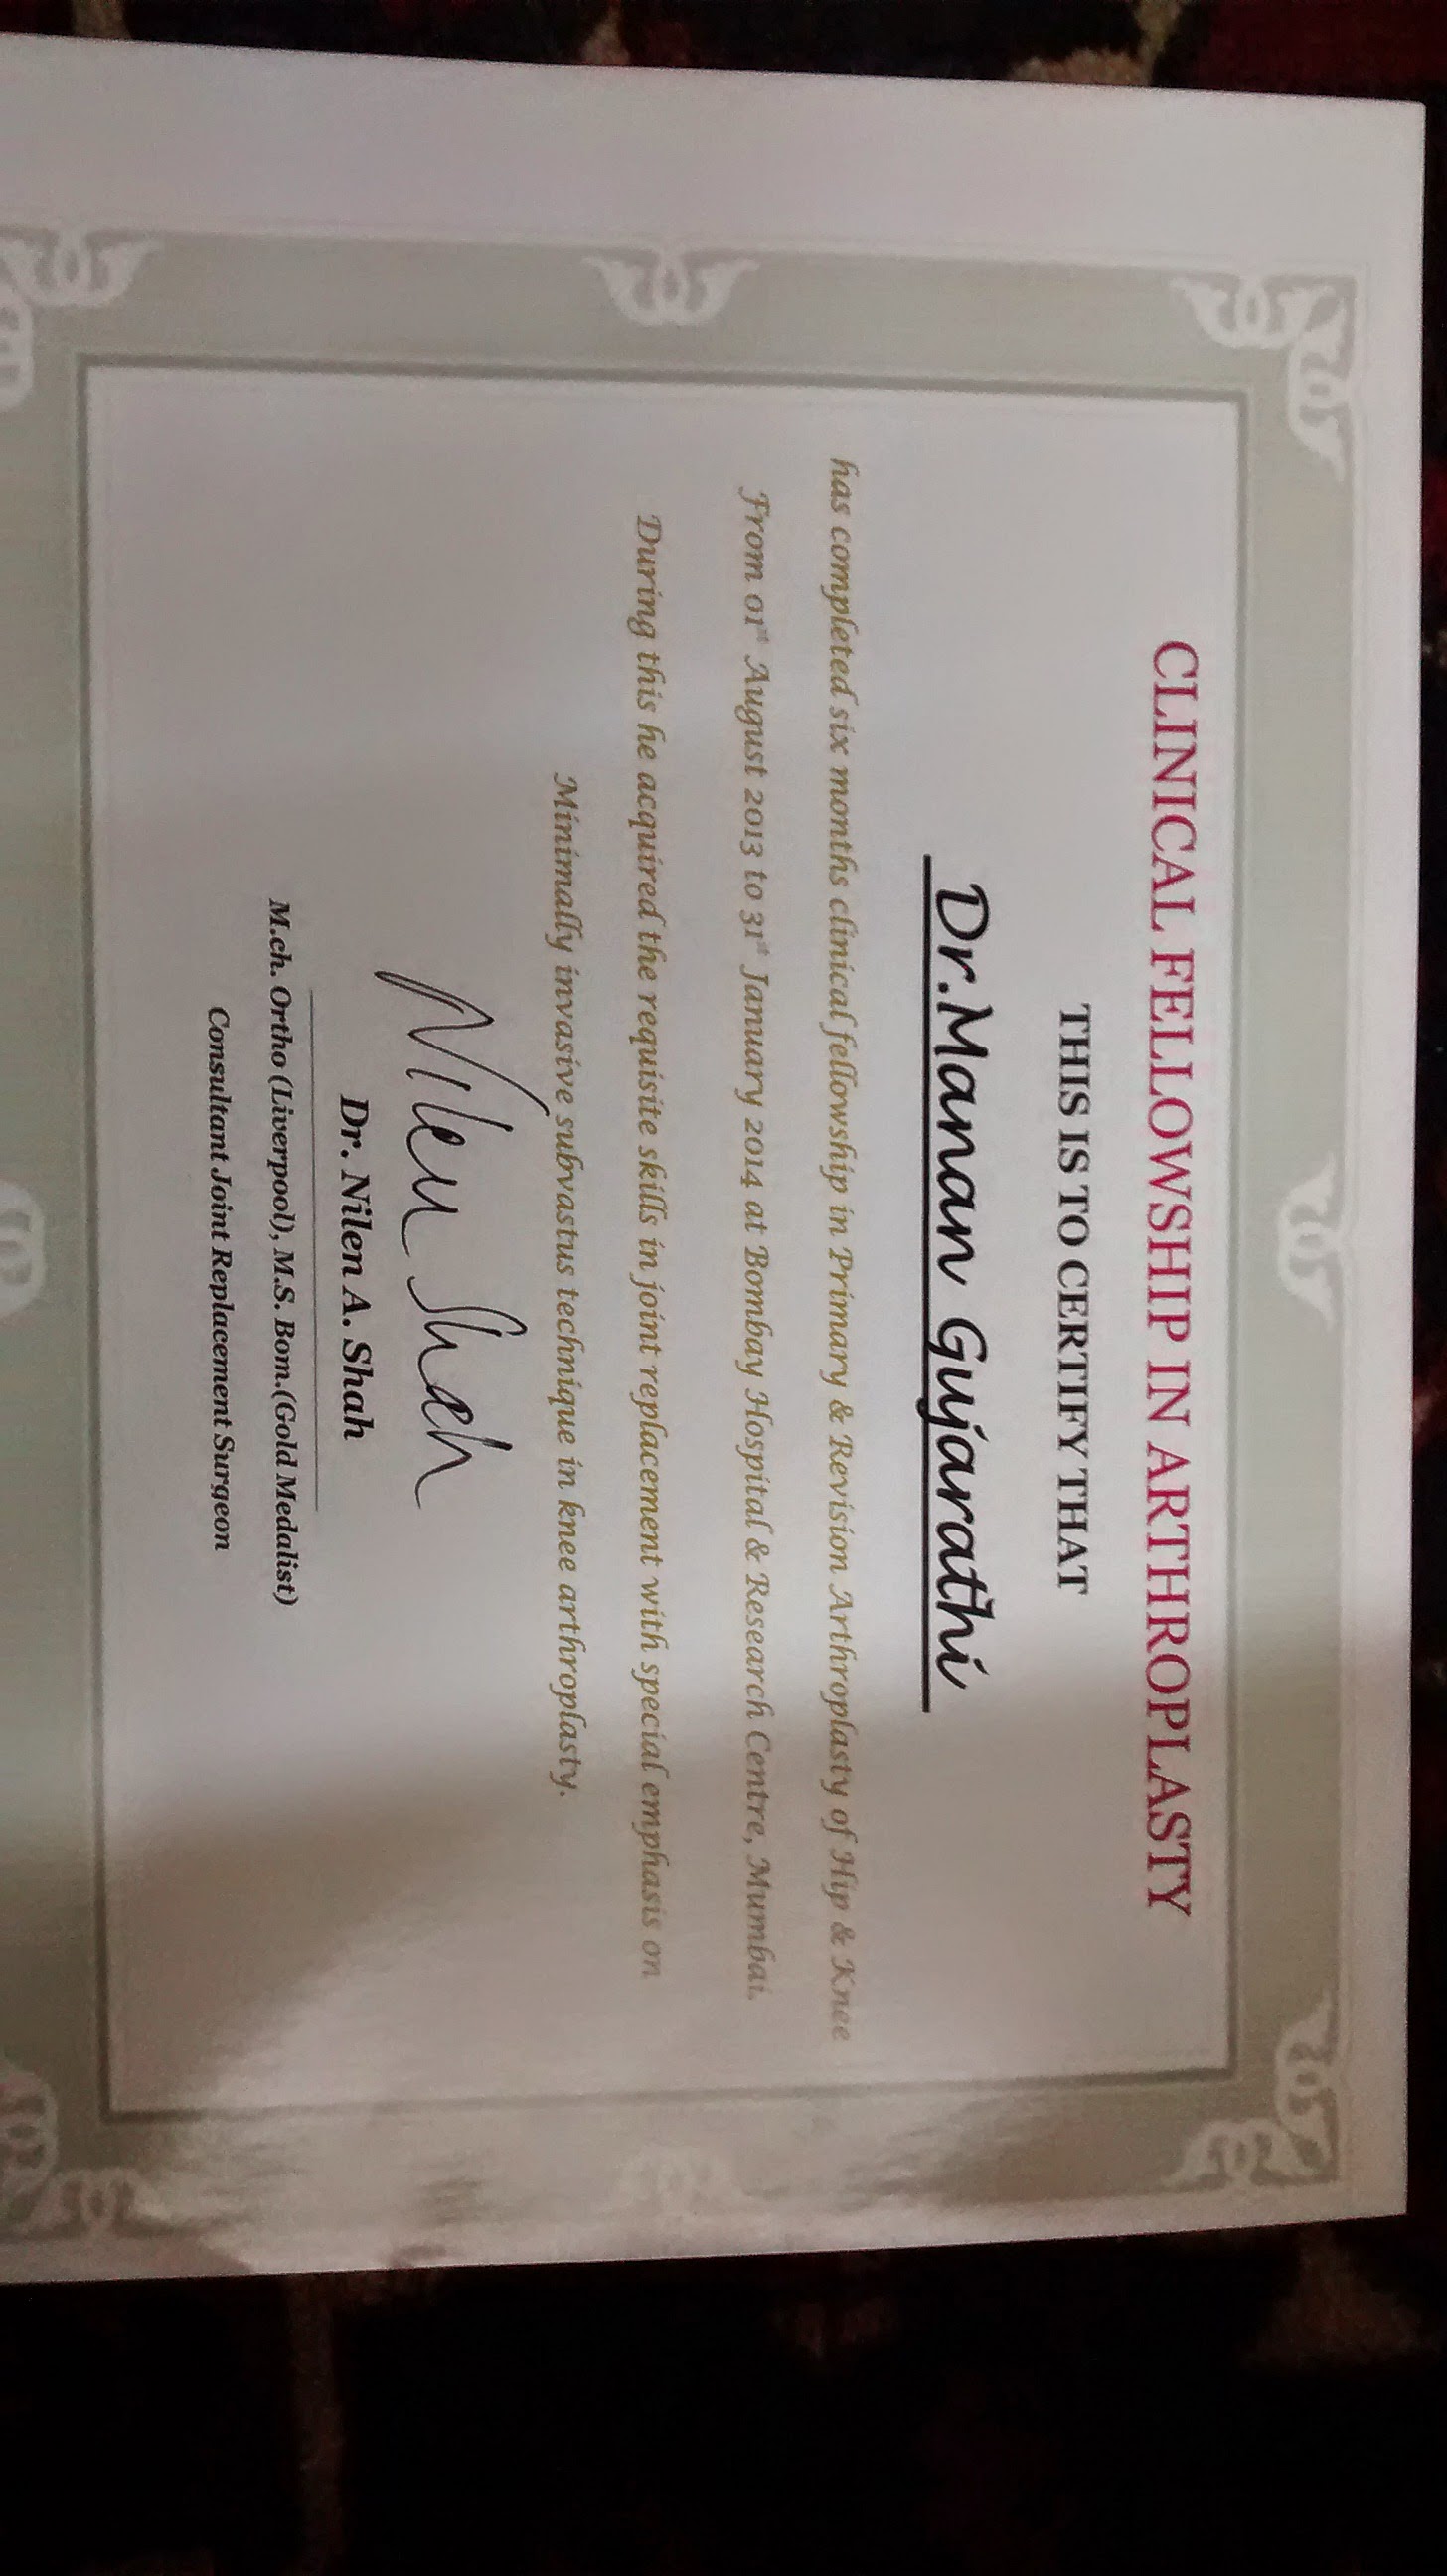 CLINICAL FELLOWSHIP IN ARTHROPLASTY
THIS IS TO CERTIFY THAT
Dr.Manan Gujarathi
has completed six months clinical fellowship in Primary & Revision Arthroplasty of Hip & Knee
From 01st August 2013 to 31st January 2014 at Bombay Hospital & Research Centre, Mumbai.
During this he acquired the requisite skills in joint replacement with special emphasis on
Minimally invasive subvastus technique in knee arthroplasty.
Nilen Shah
Dr. Nilen A. Shah
M.ch. Ortho (Liverpool), M.S. Bom.(Gold Medalist)
Consultant Joint Replacement Surgeon